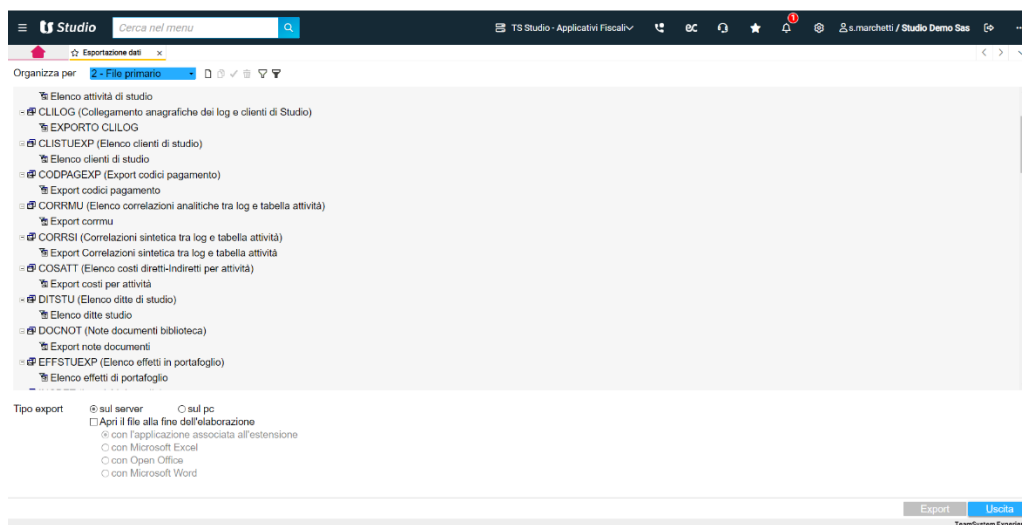 TS Studio Cerca nel menu TS Studio - Applicativi Fiscali ec 1 s.marchetti / Studio Demo Sas
Esportazione dati x
Organizza per 2 - File primario
Elenco attività di studio
CLILOG (Collegamento anagrafiche dei log e clienti di Studio)
EXPORTO CLILOG
CLISTUEXP (Elenco clienti di studio)
Elenco clienti di studio
CODPAGEXP (Export codici pagamento)
Export codici pagamento
CORRMU (Elenco correlazioni analitiche tra log e tabella attività)
Export corrmu
CORRSI (Correlazioni sintetica tra log e tabella attività)
Export Correlazioni sintetica tra log e tabella attività
COSATT (Elenco costi diretti-Indiretti per attività)
Export costi per attività
DITSTU (Elenco ditte di studio)
Elenco ditte studio
DOCNOT (Note documenti biblioteca)
Export note documenti
EFFSTUEXP (Elenco effetti in portafoglio)
Elenco effetti di portafoglio
Tipo export sul server sul pc
Apri il file alla fine dell'elaborazione
con l'applicazione associata all'estensione
con Microsoft Excel
con Open Office
con Microsoft Word
Export Uscita
TeamSystem